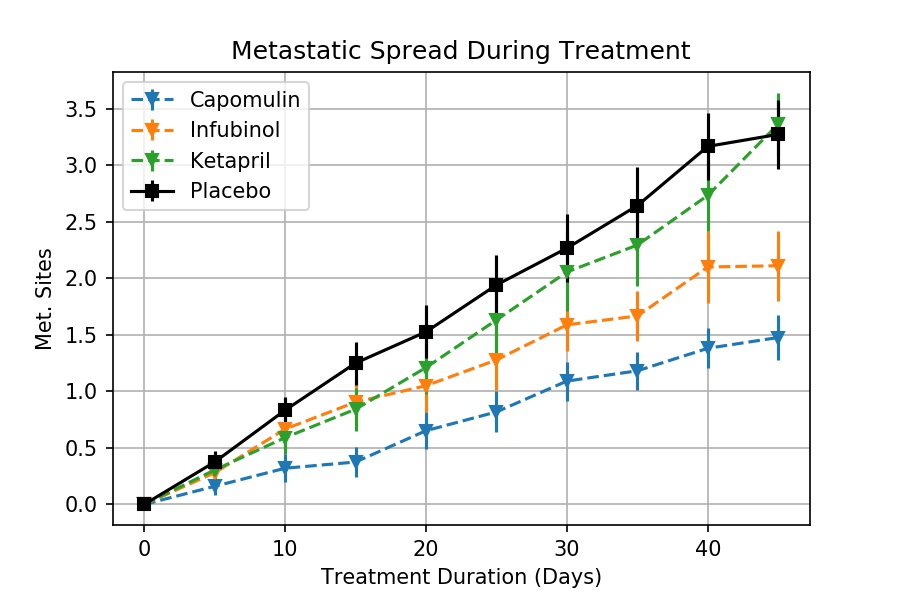 Metastatic Spread During Treatment
Capomulin
Infubinol
Ketapril
Placebo
Met. Sites
3.5
3.0
2.5
2.0
1.5
1.0
0.5
0.0
0 10 20 30 40
Treatment Duration (Days)